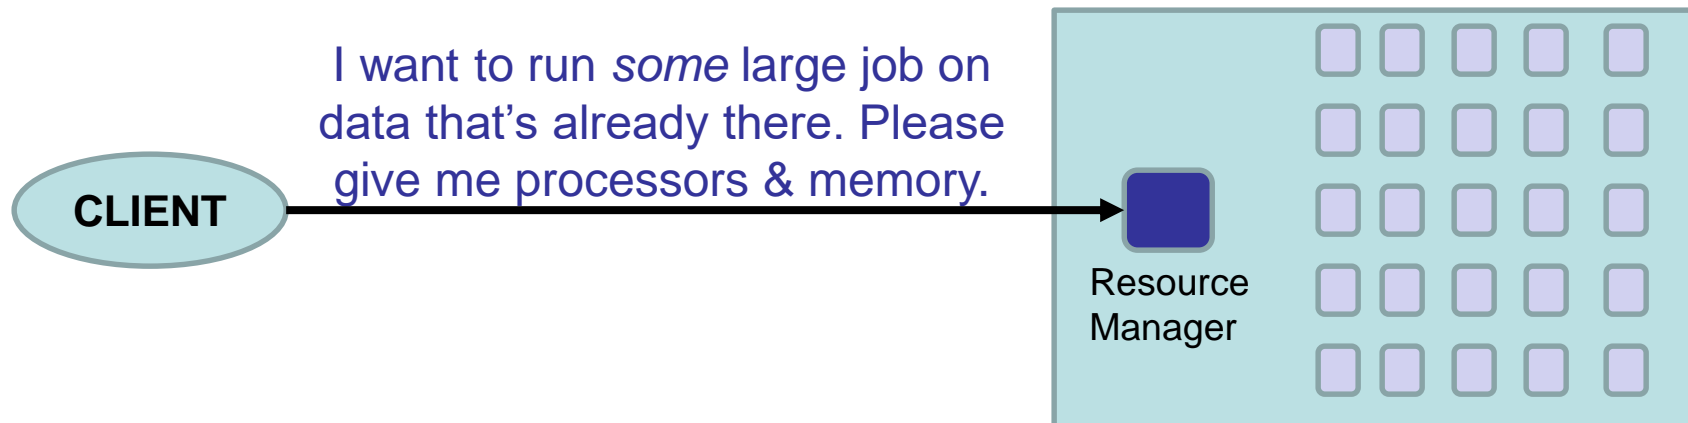 I want to run some large job on
data that’s already there. Please
give me processors & memory.
CLIENT
Resource
Manager